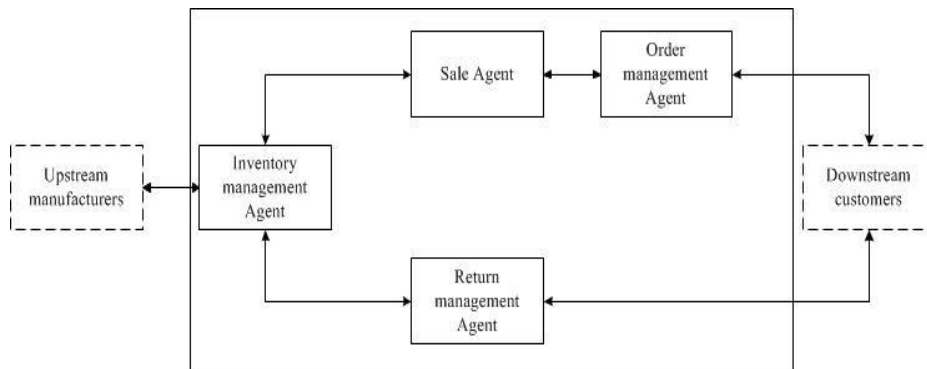 Upstream
manufacturers
Inventory
management
Agent
Sale Agent
Order
management
Agent
Return
management
Agent
Downstream
customers